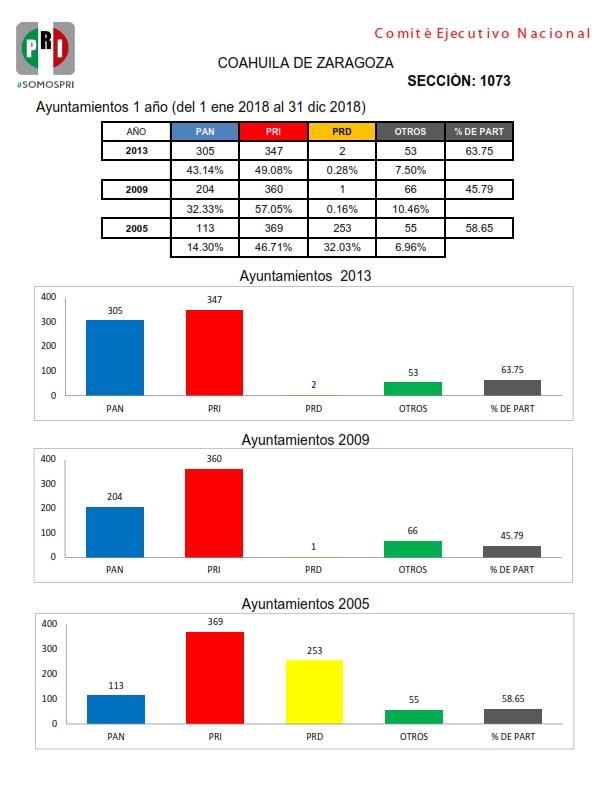 Comité Ejecutivo Nacional
PRI
#SOMOSPRI
COAHUILA DE ZARAGOZA
SECCIÓN: 1073
Ayuntamientos 1 año (del 1 ene 2018 al 31 dic 2018)
AÑO PAN PRI PRD OTROS % DE PART
2013 305 347 2 53 63.75
43.14% 49.08% 0.28% 7.50%
2009 204 360 1 66 45.79
32.33% 57.05% 0.16% 10.46%
2005 113 369 253 55 58.65
14.30% 46.71% 32.03% 6.96%
Ayuntamientos 2013
400
300
200
100
0
305
347
2
53
63.75
PAN PRI PRD OTROS % DE PART
Ayuntamientos 2009
400
300
200
100
0
204
360
1
66
45.79
PAN PRI PRD OTROS % DE PART
Ayuntamientos 2005
400
300
200
100
0
113
369
253
55
58.65
PAN PRI PRD OTROS % DE PART